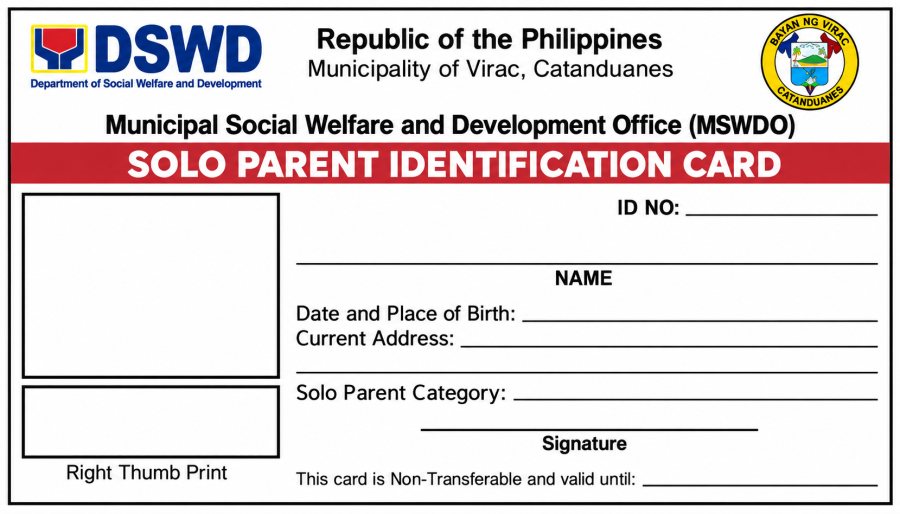 DSWD
Department of Social Welfare and Development
Republic of the Philippines
Municipality of Virac, Catanduanes
BAYAN NG VIRAC
CATANDUANES
Municipal Social Welfare and Development Office (MSWDO)
SOLO PARENT IDENTIFICATION CARD
ID NO:
NAME
Date and Place of Birth:
Current Address:
Solo Parent Category:
Signature
Right Thumb Print
This card is Non-Transferable and valid until: